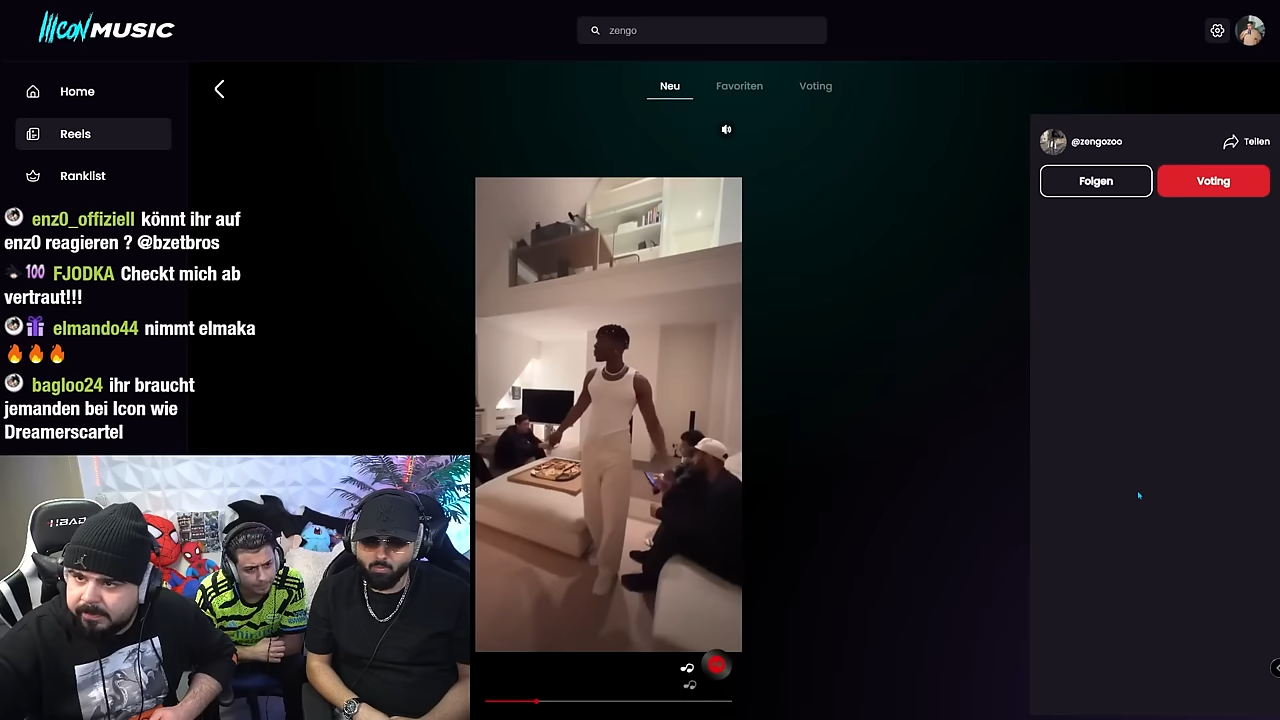 ICON MUSIC
zengo
Home
Neu
Favoriten
Voting
Reels
@zengozoo
Teilen
Folgen
Voting
Ranklist
enz0_offiziell könnt ihr auf
enz0 reagieren ? @bzetbros
100 FJODKA Checkt mich ab
vertraut!!!
elmando44 nimmt elmaka
🔥🔥🔥
bagloo24 ihr braucht
jemanden bei Icon wie
Dreamerscartel